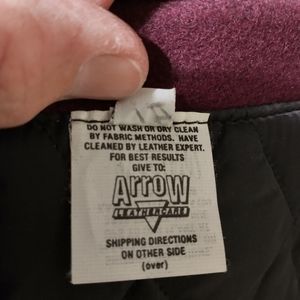 DO NOT WASH OR DRY CLEAN
BY FABRIC METHODS. HAVE
CLEANED BY LEATHER EXPERT.
FOR BEST RESULTS
GIVE TO:
ARROW
LEATHERCARE
SHIPPING DIRECTIONS
ON OTHER SIDE
(over)